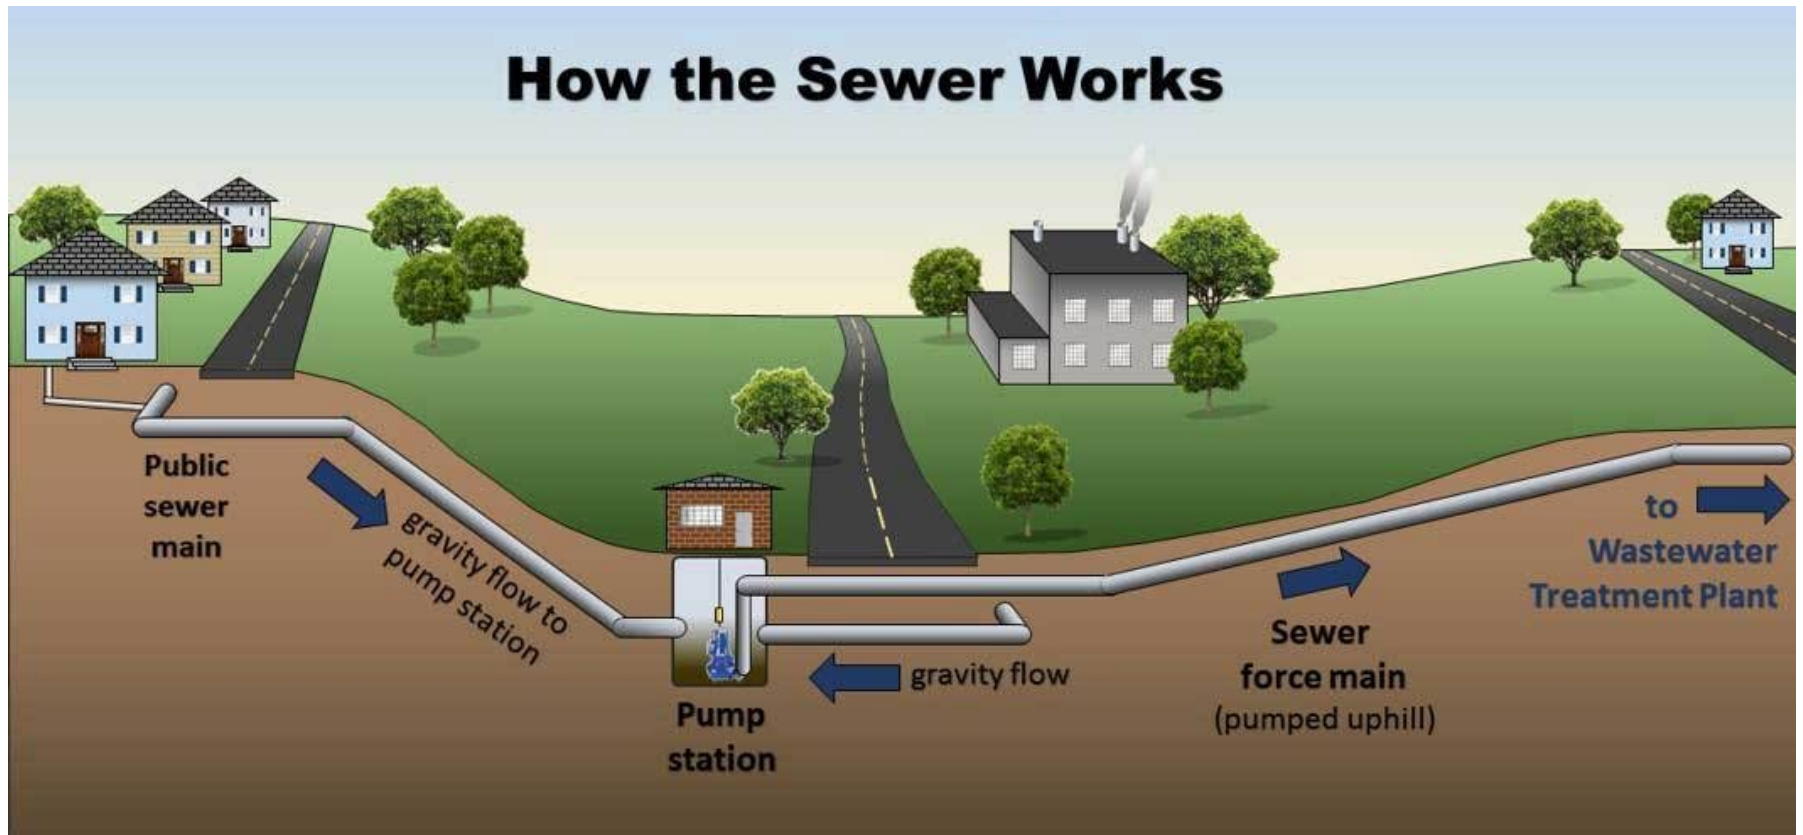 How the Sewer Works
Public
sewer
main
gravity flow to
pump station
Pump
station
gravity flow
Sewer
force main
(pumped uphill)
to
Wastewater
Treatment Plant